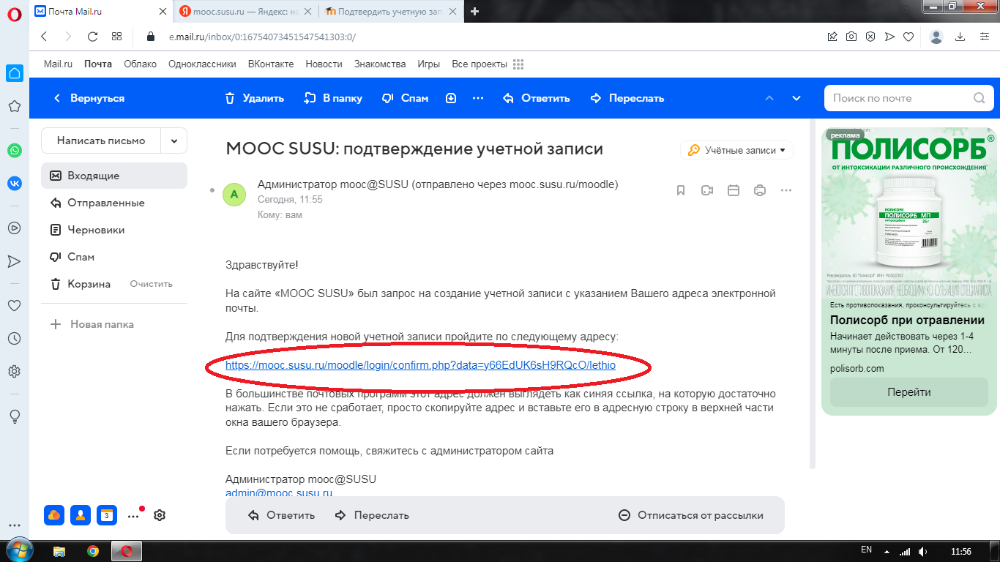 Почта Mail.ru
mooc.susu.ru — Яндекс: на
Подтвердить учетную зап
e.mail.ru/inbox/0:16754073451547541303:0/
Mail.ru Почта Облако Одноклассники ВКонтакте Новости Знакомства Игры Все проекты
Вернуться Удалить В папку Спам Ответить Переслать Поиск по почте
Написать письмо
Входящие
Отправленные
Черновики
Спам
Корзина Очистить
Новая папка
MOOC SUSU: подтверждение учетной записи
Учётные записи
А
Администратор mooc@SUSU (отправлено через mooc.susu.ru/moodle)
Сегодня, 11:55
Кому: вам
Здравствуйте!
На сайте «MOOC SUSU» был запрос на создание учетной записи с указанием Вашего адреса электронной
почты.
Для подтверждения новой учетной записи пройдите по следующему адресу:
https://mooc.susu.ru/moodle/login/confirm.php?data=y66EdUK6sH9RQcO/lethio
В большинстве почтовых программ этот адрес должен выглядеть как синяя ссылка, на которую достаточно
нажать. Если это не сработает, просто скопируйте адрес и вставьте его в адресную строку в верхней части
окна вашего браузера.
Если потребуется помощь, свяжитесь с администратором сайта
Администратор mooc@SUSU
admin@mooc.susu.ru
Ответить Переслать Отписаться от рассылки
реклама
ПОЛИСОРБ®
ОТ ИНТОКСИКАЦИИ РАЗЛИЧНОГО ПРОИСХОЖДЕНИЯ
ПОЛИСОРБ
ПОЛИСОРБ МП
25 г
ИМЕЮТСЯ ПРОТИВОПОКАЗАНИЯ, НЕОБХОДИМА КОНСУЛЬТАЦИЯ СПЕЦИАЛИСТА
Есть противопоказания, проконсультируйтесь с вр
Полисорб при отравлении
Начинает действовать через 1-4
минуты после приема. От 120...
polisorb.com
Перейти
3
EN
11:56